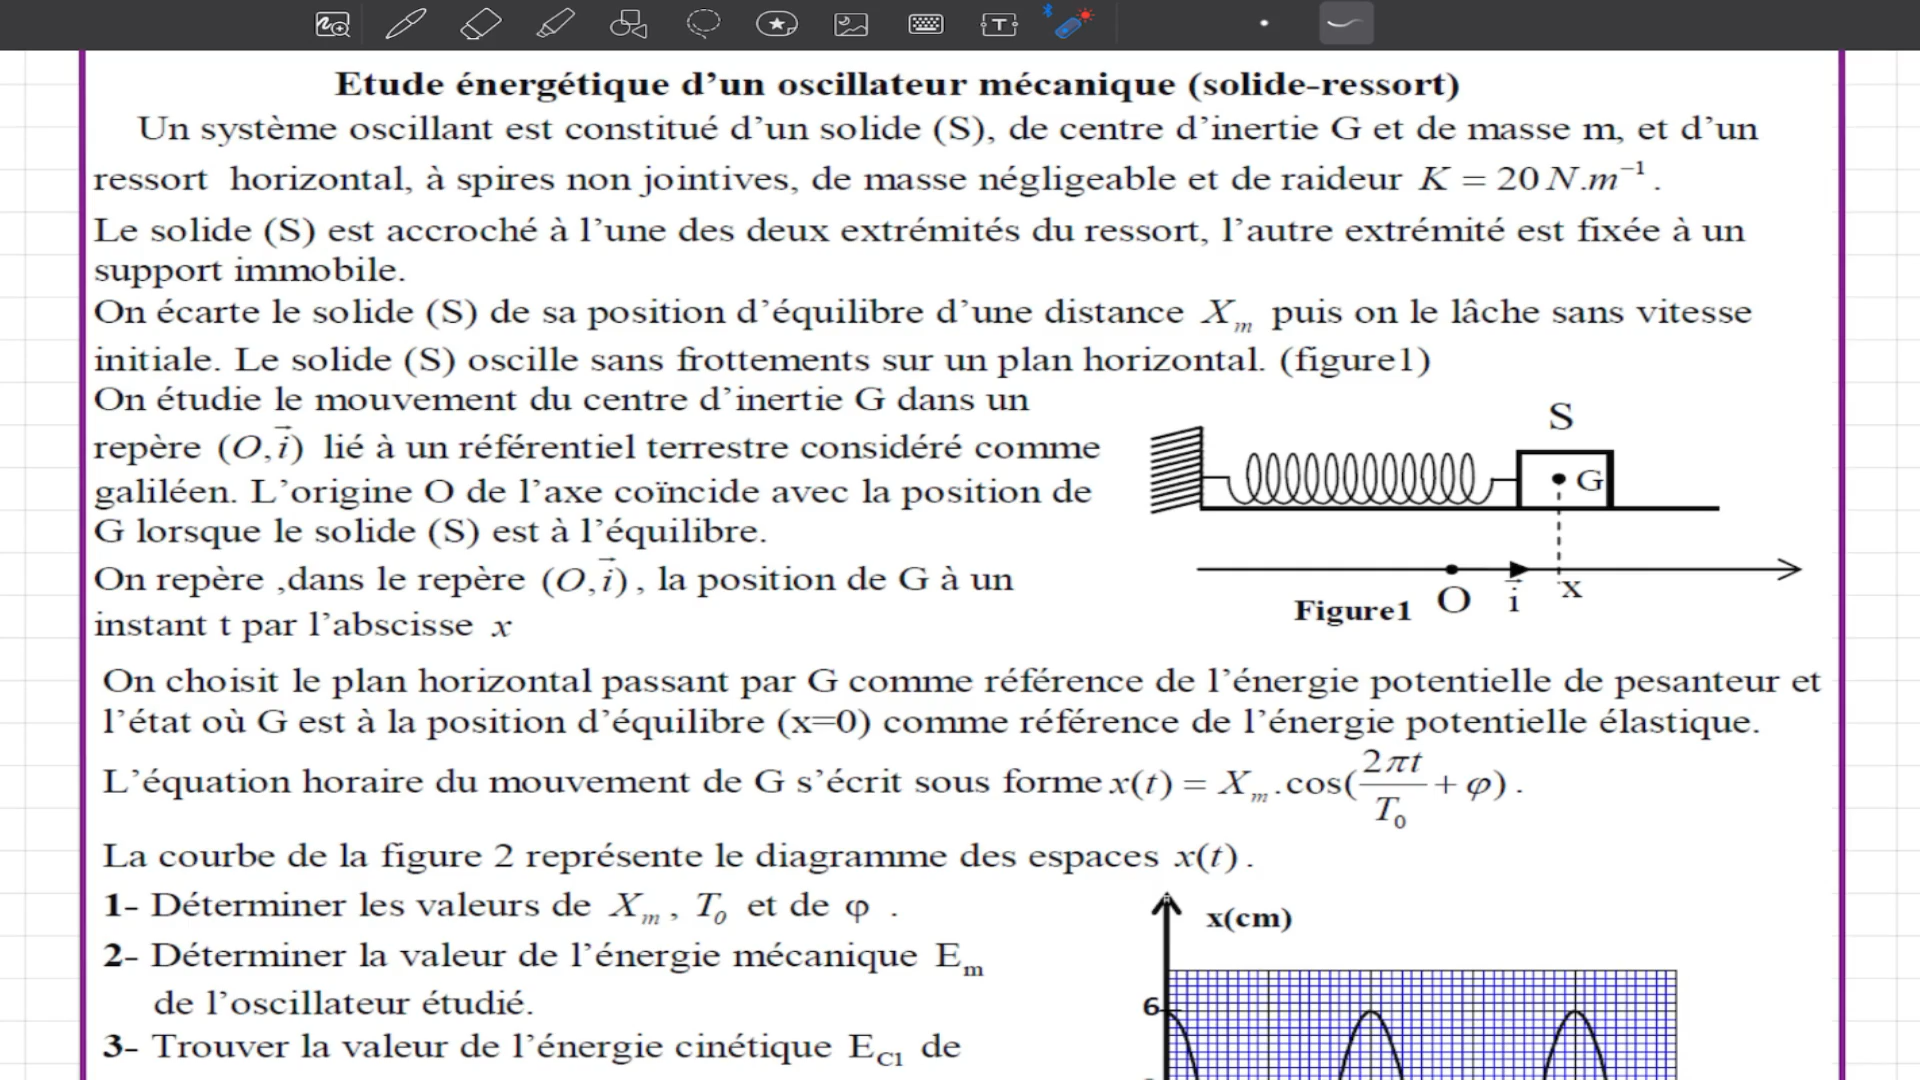 Etude énergétique d'un oscillateur mécanique (solide-ressort)
Un système oscillant est constitué d'un solide (S), de centre d'inertie G et de masse m, et d'un
ressort horizontal, à spires non jointives, de masse négligeable et de raideur K = 20 N.m⁻¹ .
Le solide (S) est accroché à l'une des deux extrémités du ressort, l'autre extrémité est fixée à un
support immobile.
On écarte le solide (S) de sa position d'équilibre d'une distance Xₘ puis on le lâche sans vitesse
initiale. Le solide (S) oscille sans frottements sur un plan horizontal. (figure1)
On étudie le mouvement du centre d'inertie G dans un
repère (O,i⃗) lié à un référentiel terrestre considéré comme
galiléen. L'origine O de l'axe coïncide avec la position de
G lorsque le solide (S) est à l'équilibre.
On repère ,dans le repère (O,i⃗) , la position de G à un
instant t par l'abscisse x
S
G
O
i⃗
x
Figure1
On choisit le plan horizontal passant par G comme référence de l'énergie potentielle de pesanteur et
l'état où G est à la position d'équilibre (x=0) comme référence de l'énergie potentielle élastique.
L'équation horaire du mouvement de G s'écrit sous forme x(t) = Xₘ.cos(2πt/T₀ + φ) .
La courbe de la figure 2 représente le diagramme des espaces x(t) .
1- Déterminer les valeurs de Xₘ , T₀ et de φ .
2- Déterminer la valeur de l'énergie mécanique Eₘ
de l'oscillateur étudié.
3- Trouver la valeur de l'énergie cinétique E_C1 de
x(cm)
6
T